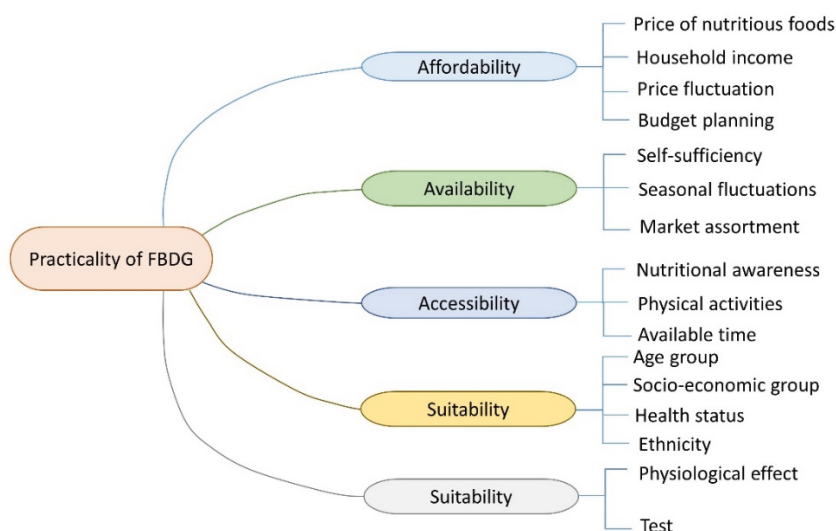 Practicality of FBDG
Affordability
Price of nutritious foods
Household income
Price fluctuation
Budget planning
Availability
Self-sufficiency
Seasonal fluctuations
Market assortment
Accessibility
Nutritional awareness
Physical activities
Available time
Suitability
Age group
Socio-economic group
Health status
Ethnicity
Suitability
Physiological effect
Test